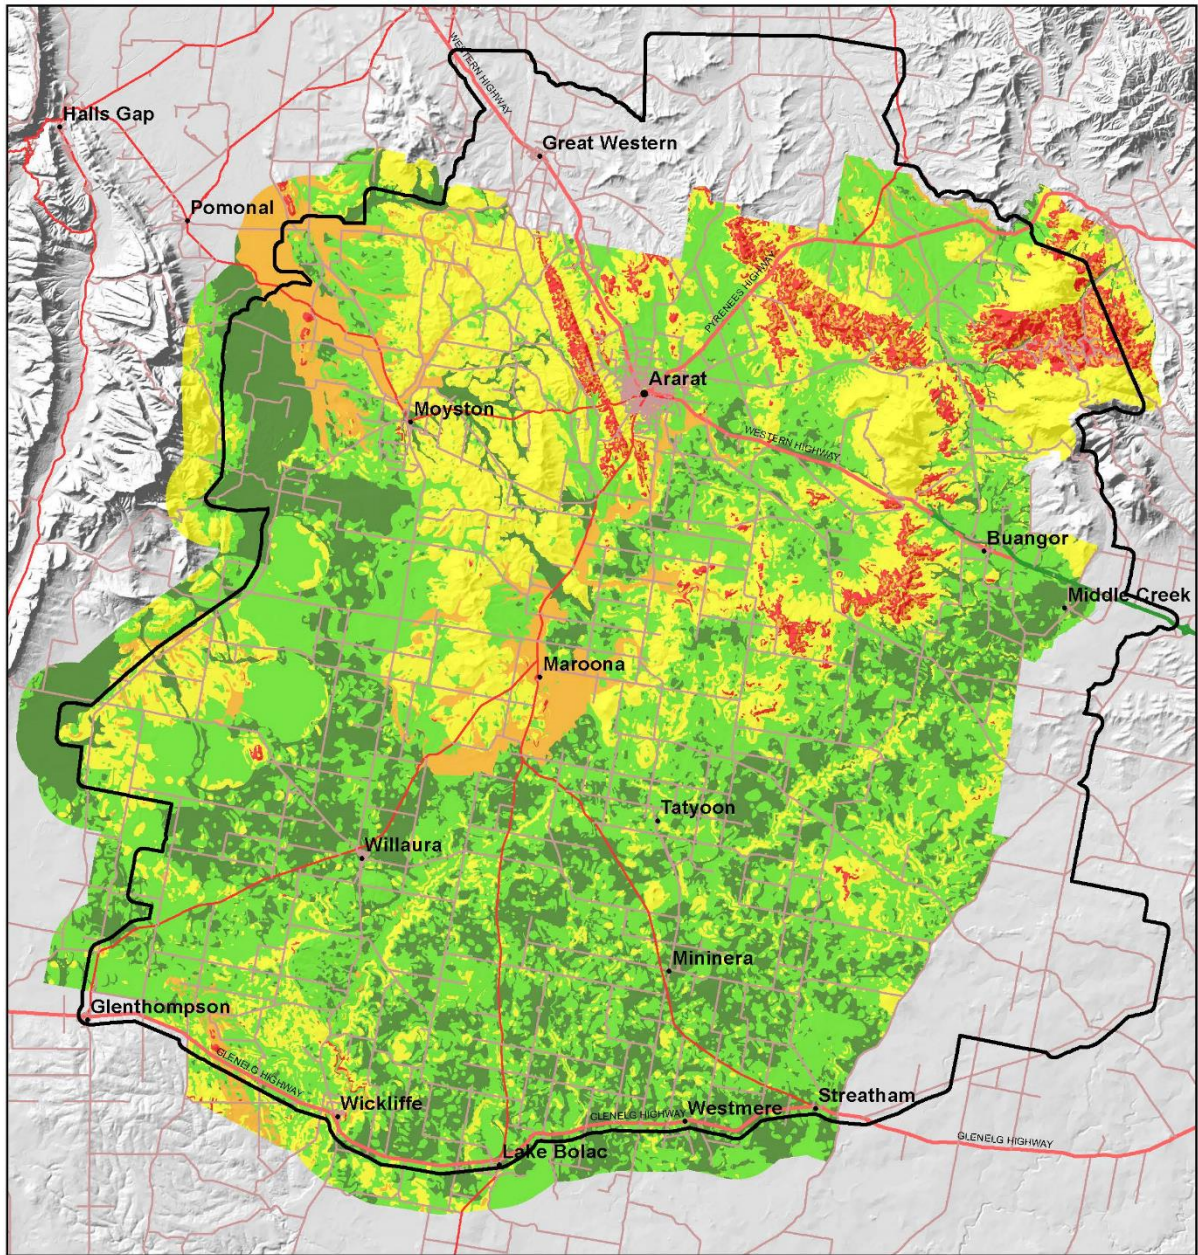 WESTERN HIGHWAY
Halls Gap
Great Western
Pomonal
PYRENEES HIGHWAY
Ararat
Moyston
WESTERN HIGHWAY
Buangor
Middle Creek
Maroona
Tatyoon
Willaura
Mininera
Glenthompson
GLENELG HIGHWAY
Wickliffe
GLENELG HIGHWAY
Westmere
Streatham
GLENELG HIGHWAY
Lake Bolac